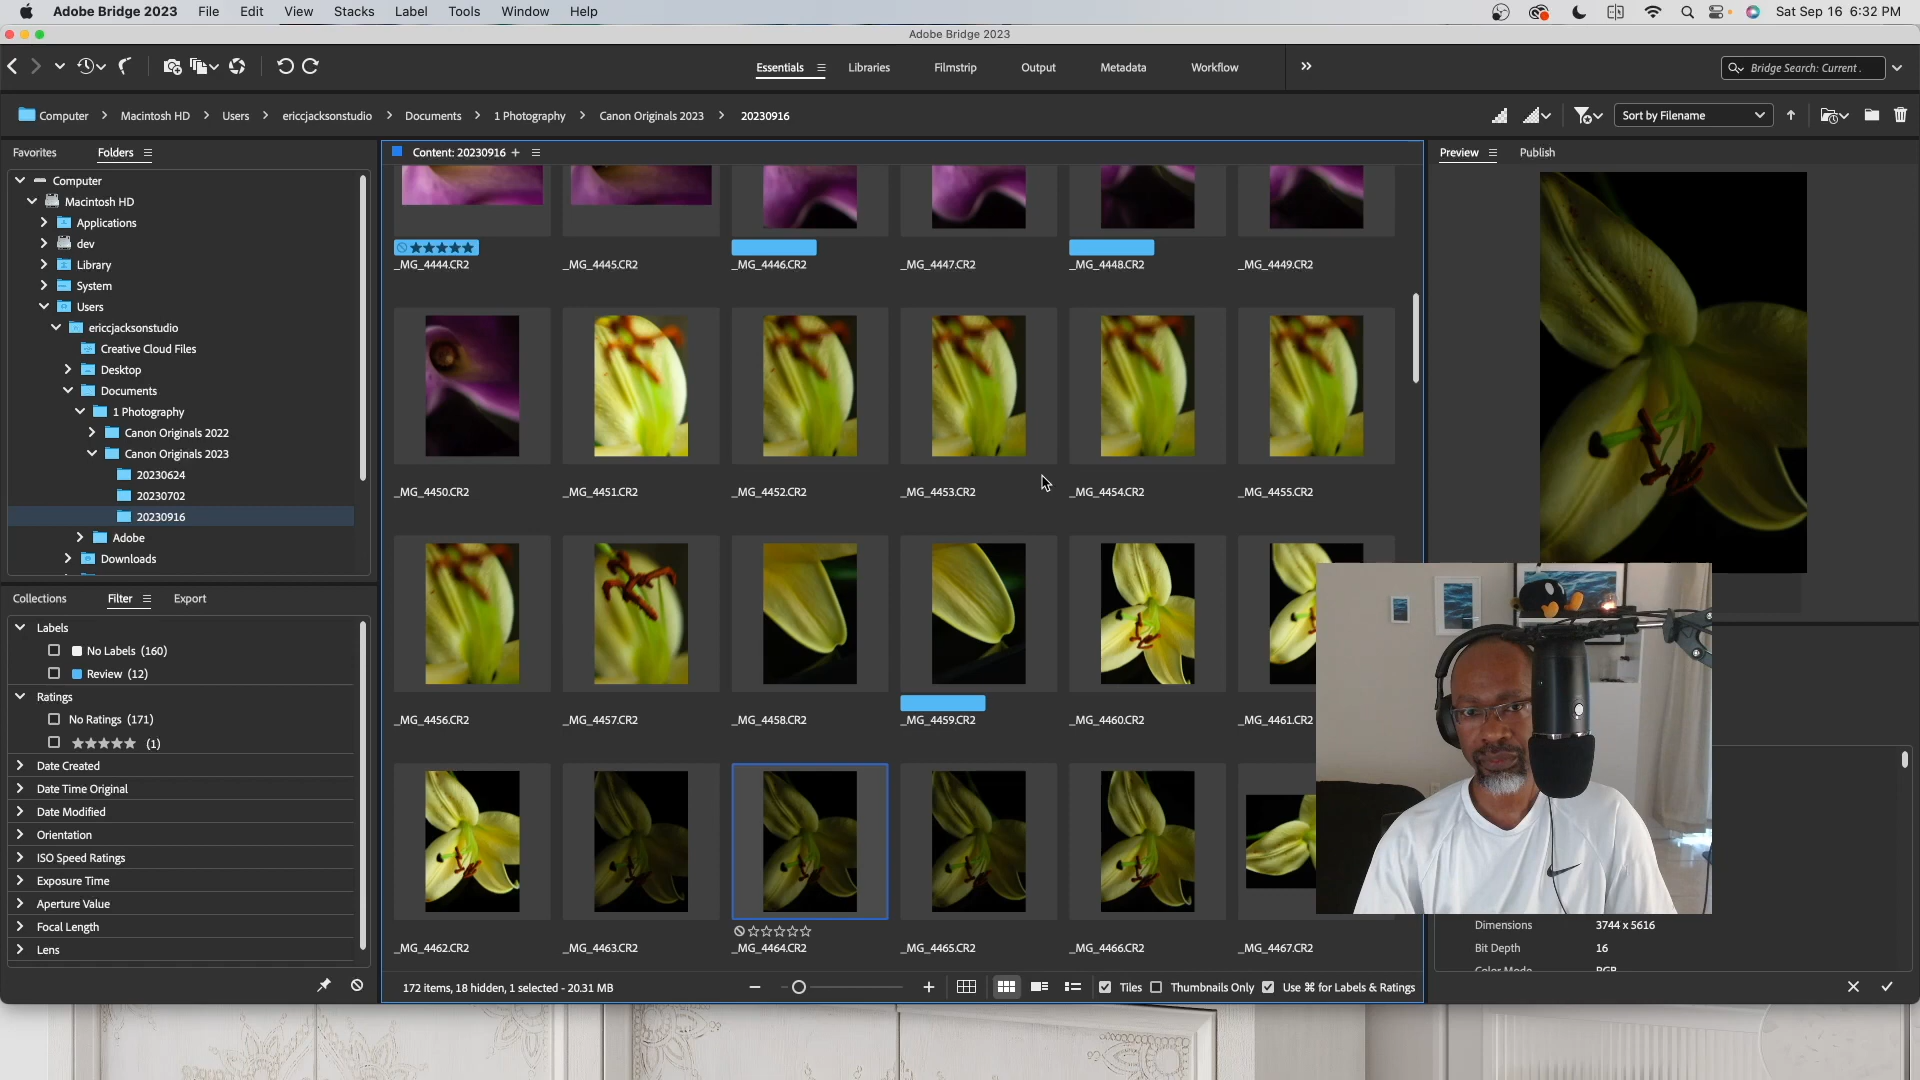 Adobe Bridge 2023 File Edit View Stacks Label Tools Window Help Sat Sep 16 6:32 PM
Adobe Bridge 2023
Essentials Libraries Filmstrip Output Metadata Workflow Bridge Search: Current .
Computer Macintosh HD Users ericcjacksonstudio Documents 1 Photography Canon Originals 2023 20230916 Sort by Filename
Favorites Folders
Computer
Macintosh HD
Applications
dev
Library
System
Users
ericcjacksonstudio
Creative Cloud Files
Desktop
Documents
1 Photography
Canon Originals 2022
Canon Originals 2023
20230624
20230702
20230916
Adobe
Downloads
Collections Filter Export
Labels
No Labels (160)
Review (12)
Ratings
No Ratings (171)
(1)
Date Created
Date Time Original
Date Modified
Orientation
ISO Speed Ratings
Exposure Time
Aperture Value
Focal Length
Lens
Content: 20230916
_MG_4444.CR2 _MG_4445.CR2 _MG_4446.CR2 _MG_4447.CR2 _MG_4448.CR2 _MG_4449.CR2
_MG_4450.CR2 _MG_4451.CR2 _MG_4452.CR2 _MG_4453.CR2 _MG_4454.CR2 _MG_4455.CR2
_MG_4456.CR2 _MG_4457.CR2 _MG_4458.CR2 _MG_4459.CR2 _MG_4460.CR2 _MG_4461.CR2
_MG_4462.CR2 _MG_4463.CR2 _MG_4464.CR2 _MG_4465.CR2 _MG_4466.CR2 _MG_4467.CR2
172 items, 18 hidden, 1 selected - 20.31 MB Tiles Thumbnails Only Use ⌘ for Labels & Ratings
Preview Publish
Dimensions 3744 x 5616
Bit Depth 16
Color Mode RGB